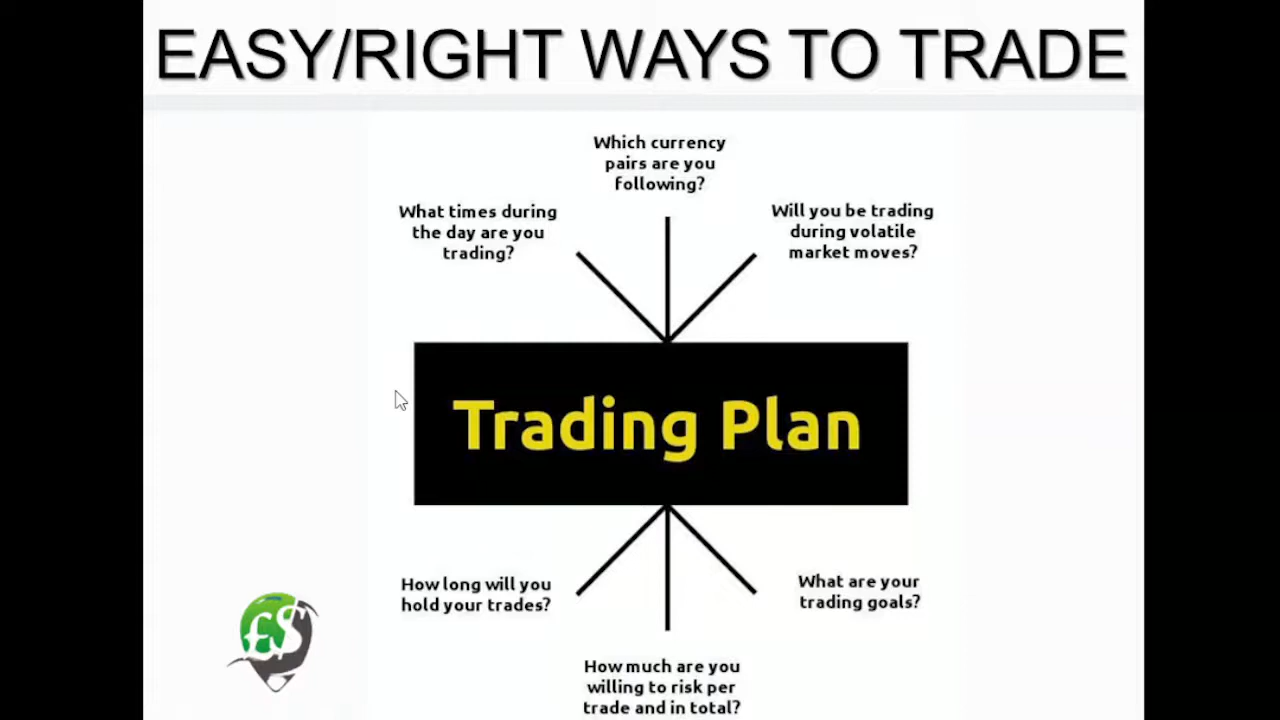 EASY/RIGHT WAYS TO TRADE
Which currency
pairs are you
following?
What times during
the day are you
trading?
Will you be trading
during volatile
market moves?
Trading Plan
How long will you
hold your trades?
What are your
trading goals?
How much are you
willing to risk per
trade and in total?
£$